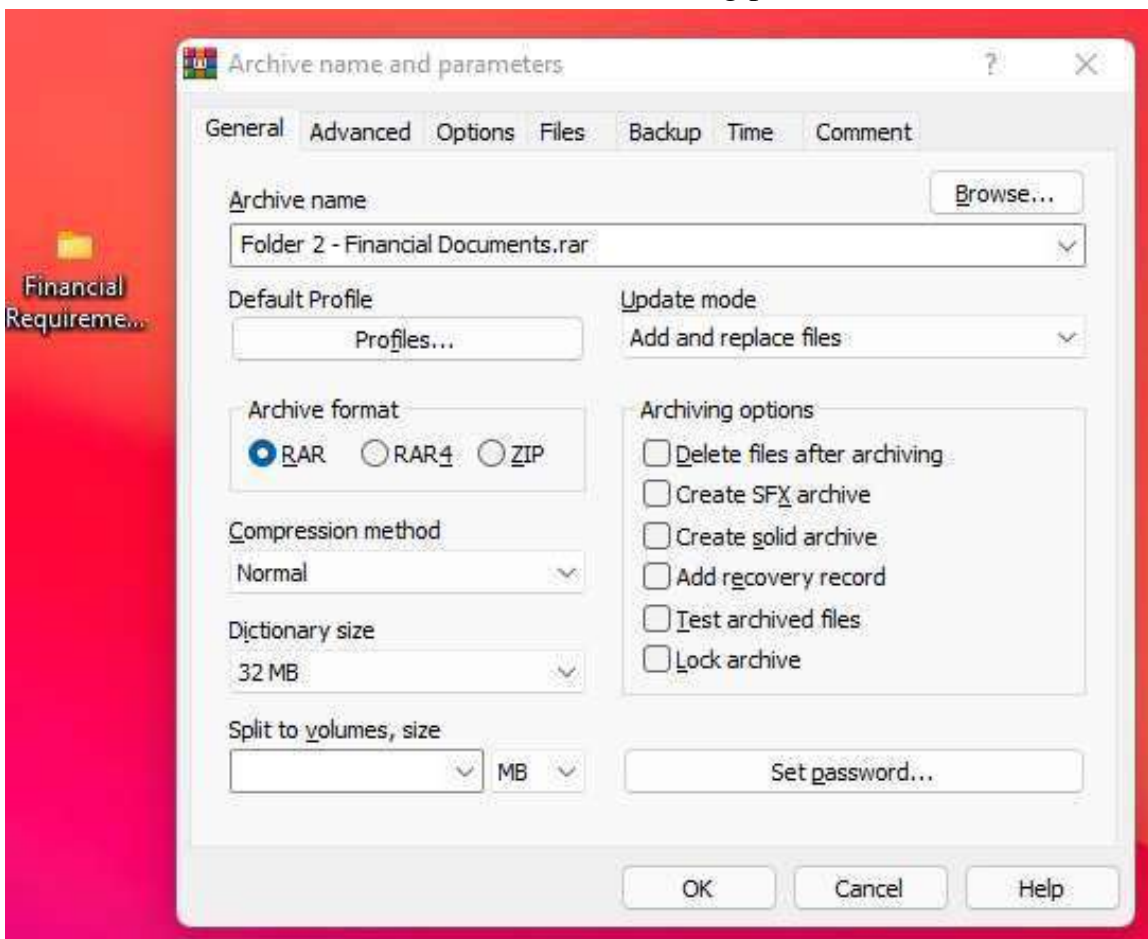 Archive name and parameters
General Advanced Options Files Backup Time Comment
Archive name
Browse...
Folder 2 - Financial Documents.rar
Financial
Requireme...
Default Profile
Update mode
Profiles...
Add and replace files
Archive format
Archiving options
RAR RAR4 ZIP
Delete files after archiving
Create SFX archive
Compression method
Create solid archive
Normal
Add recovery record
Test archived files
Dictionary size
Lock archive
32 MB
Split to volumes, size
MB
Set password...
OK Cancel Help